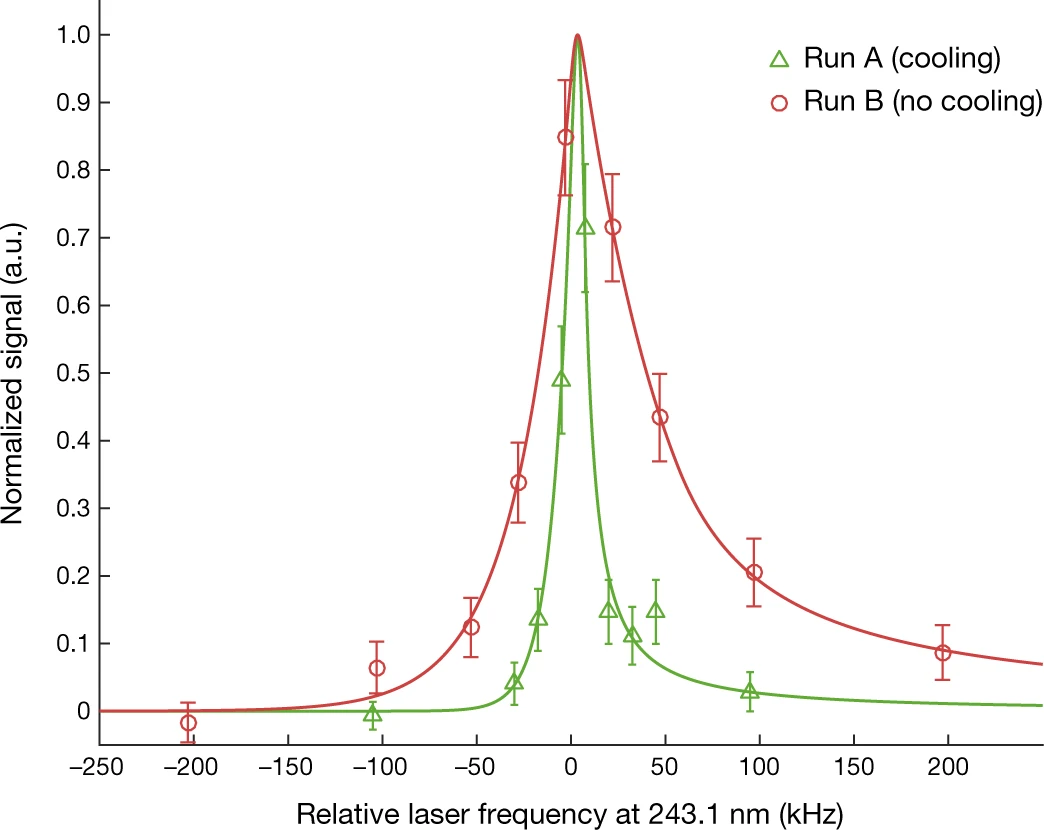 Run A (cooling)
Run B (no cooling)
Normalized signal (a.u.)
1.0
0.9
0.8
0.7
0.6
0.5
0.4
0.3
0.2
0.1
0
–250 –200 –150 –100 –50 0 50 100 150 200
Relative laser frequency at 243.1 nm (kHz)